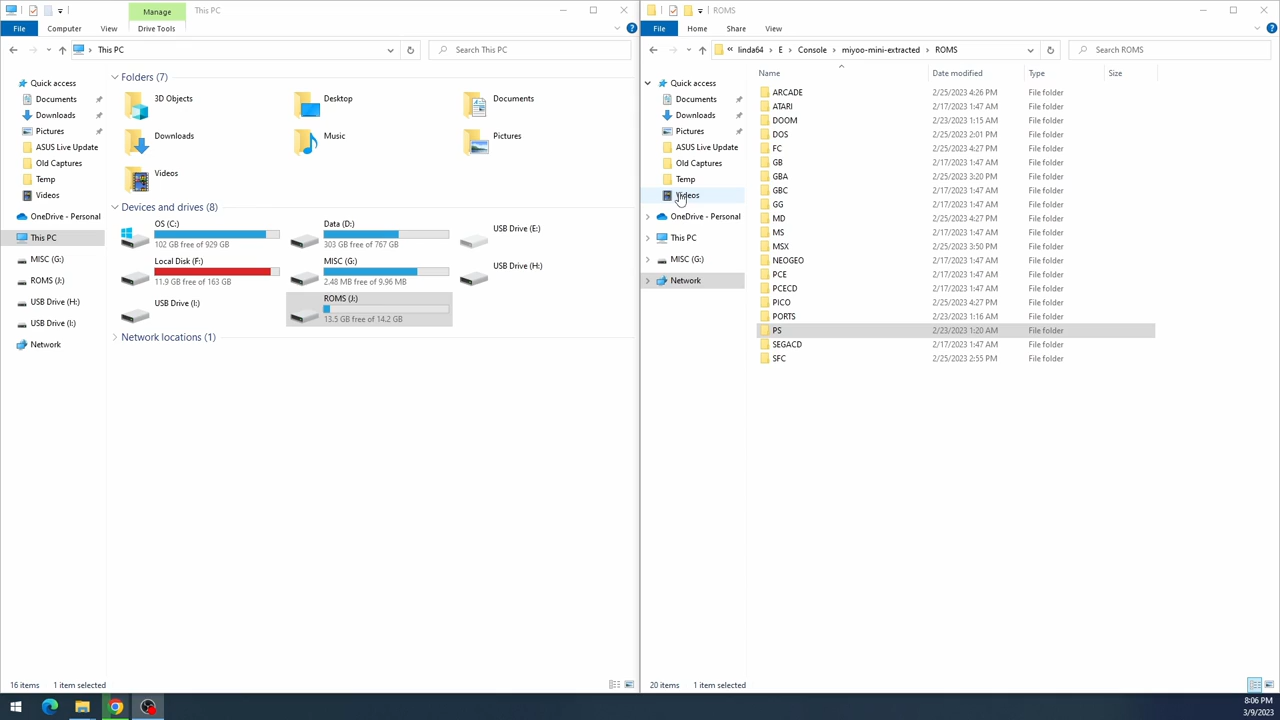 Manage
This PC
File
Computer
View
Drive Tools
This PC
Search This PC
Quick access
Documents
Downloads
Pictures
ASUS Live Update
Old Captures
Temp
Videos
OneDrive - Personal
This PC
MISC (G:)
ROMS (J:)
USB Drive (H:)
USB Drive (I:)
Network
Folders (7)
3D Objects
Desktop
Documents
Downloads
Music
Pictures
Videos
Devices and drives (8)
OS (C:)
102 GB free of 929 GB
Data (D:)
303 GB free of 767 GB
USB Drive (E:)
Local Disk (F:)
11.9 GB free of 163 GB
MISC (G:)
2.48 MB free of 9.96 MB
USB Drive (H:)
USB Drive (I:)
ROMS (J:)
13.5 GB free of 14.2 GB
Network locations (1)
16 items
1 item selected
ROMS
File
Home
Share
View
« linda64 > E > Console > miyoo-mini-extracted > ROMS
Search ROMS
Quick access
Documents
Downloads
Pictures
ASUS Live Update
Old Captures
Temp
Videos
OneDrive - Personal
This PC
MISC (G:)
Network
Name Date modified Type Size
ARCADE 2/25/2023 4:26 PM File folder
ATARI 2/17/2023 1:47 AM File folder
DOOM 2/23/2023 1:15 AM File folder
DOS 2/25/2023 2:01 PM File folder
FC 2/25/2023 4:27 PM File folder
GB 2/17/2023 1:47 AM File folder
GBA 2/25/2023 3:20 PM File folder
GBC 2/17/2023 1:47 AM File folder
GG 2/17/2023 1:47 AM File folder
MD 2/25/2023 4:27 PM File folder
MS 2/17/2023 1:47 AM File folder
MSX 2/25/2023 3:50 PM File folder
NEOGEO 2/17/2023 1:47 AM File folder
PCE 2/17/2023 1:47 AM File folder
PCECD 2/17/2023 1:47 AM File folder
PICO 2/25/2023 4:27 PM File folder
PORTS 2/23/2023 1:16 AM File folder
PS 2/23/2023 1:20 AM File folder
SEGACD 2/17/2023 1:47 AM File folder
SFC 2/25/2023 2:55 PM File folder
20 items
1 item selected
8:06 PM
3/9/2023